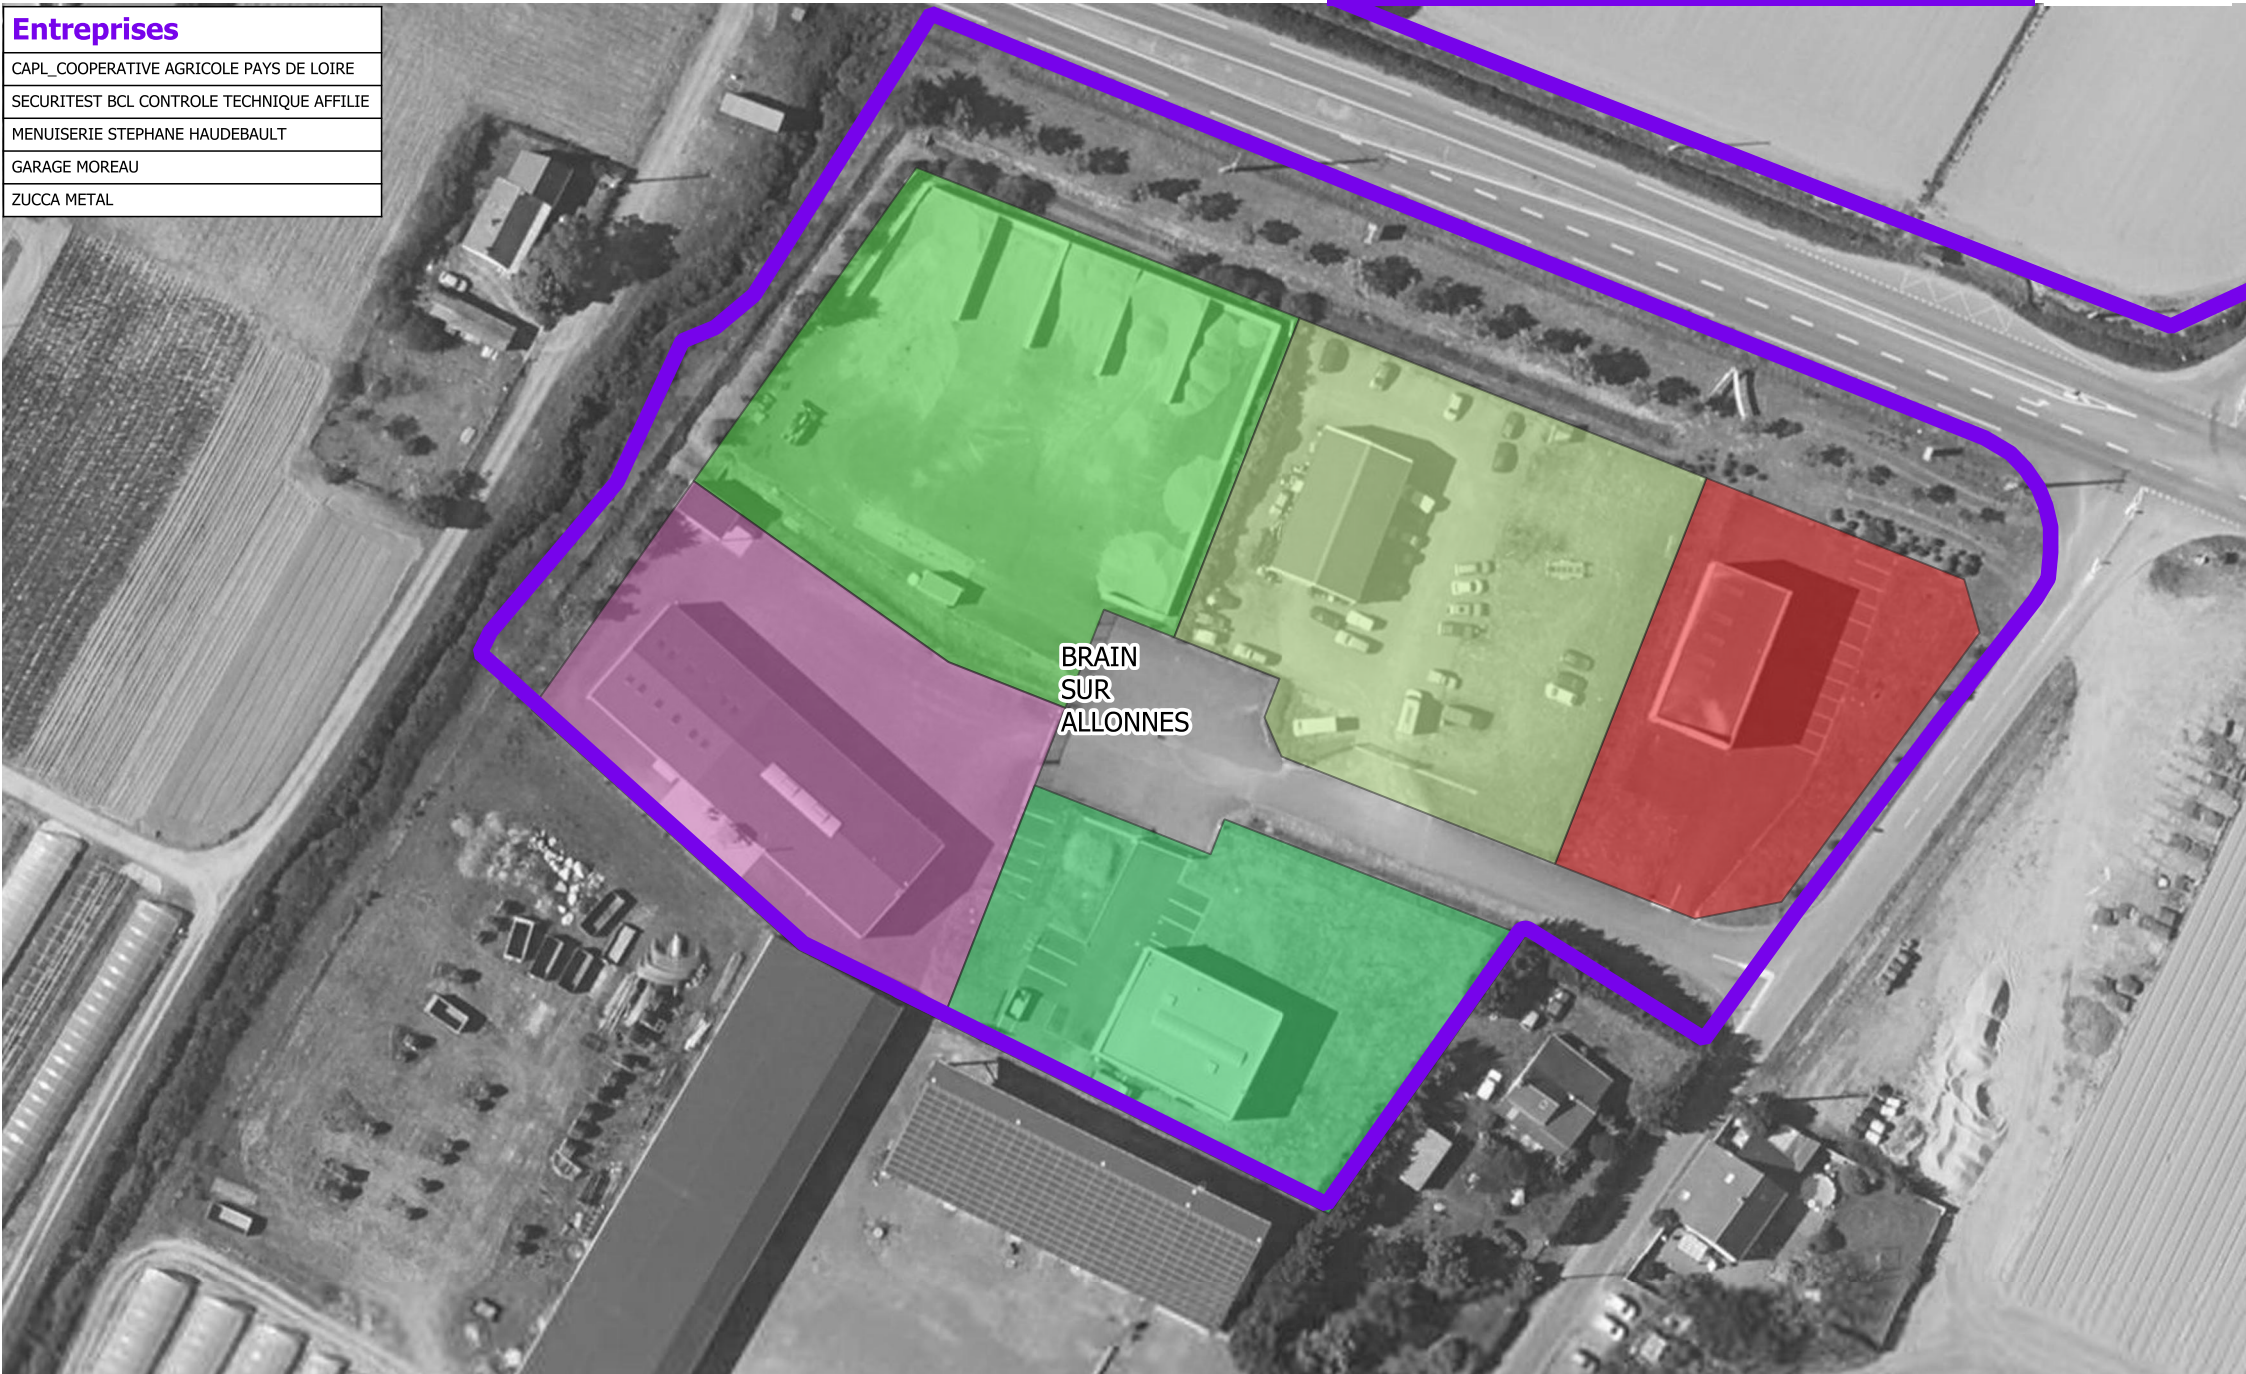 Entreprises
CAPL_COOPERATIVE AGRICOLE PAYS DE LOIRE
SECURITEST BCL CONTROLE TECHNIQUE AFFILIE
MENUISERIE STEPHANE HAUDEBAULT
GARAGE MOREAU
ZUCCA METAL
BRAIN
SUR
ALLONNES